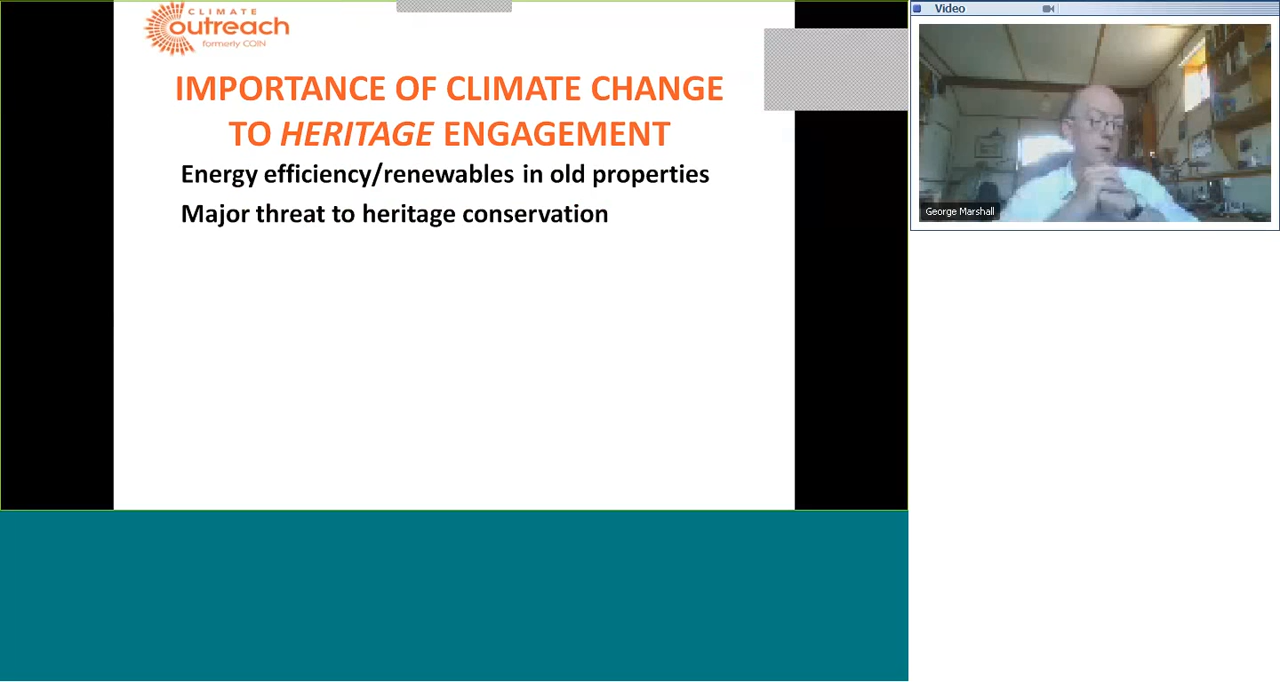 CLIMATE
outreach
formerly COIN
IMPORTANCE OF CLIMATE CHANGE
TO HERITAGE ENGAGEMENT
Energy efficiency/renewables in old properties
Major threat to heritage conservation
Video
George Marshall